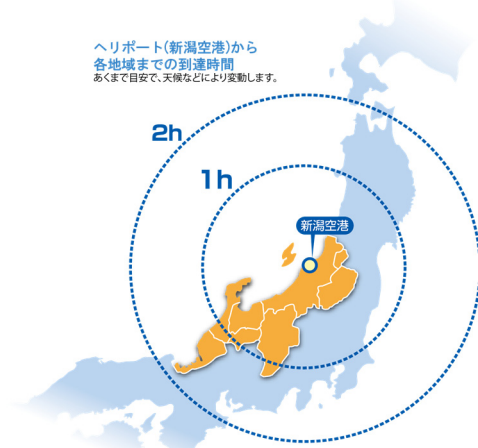 ヘリポート(新潟空港)から
各地域までの到達時間
あくまで目安で、天候などにより変動します。
2h
1h
新潟空港